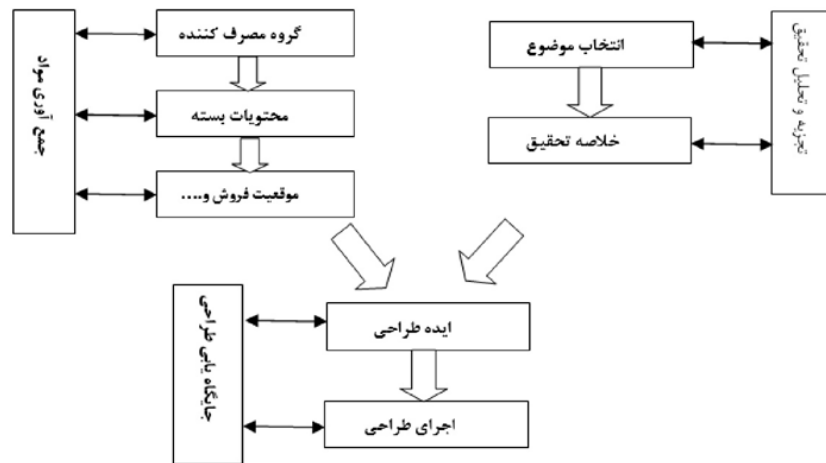 انتخاب موضوع
خلاصه تحقیق
تجزیه و تحلیل تحقیق
گروه مصرف کننده
محتویات بسته
موقعیت فروش و....
جمع آوری مواد
ایده طراحی
اجرای طراحی
جایگاه یابی طراحی